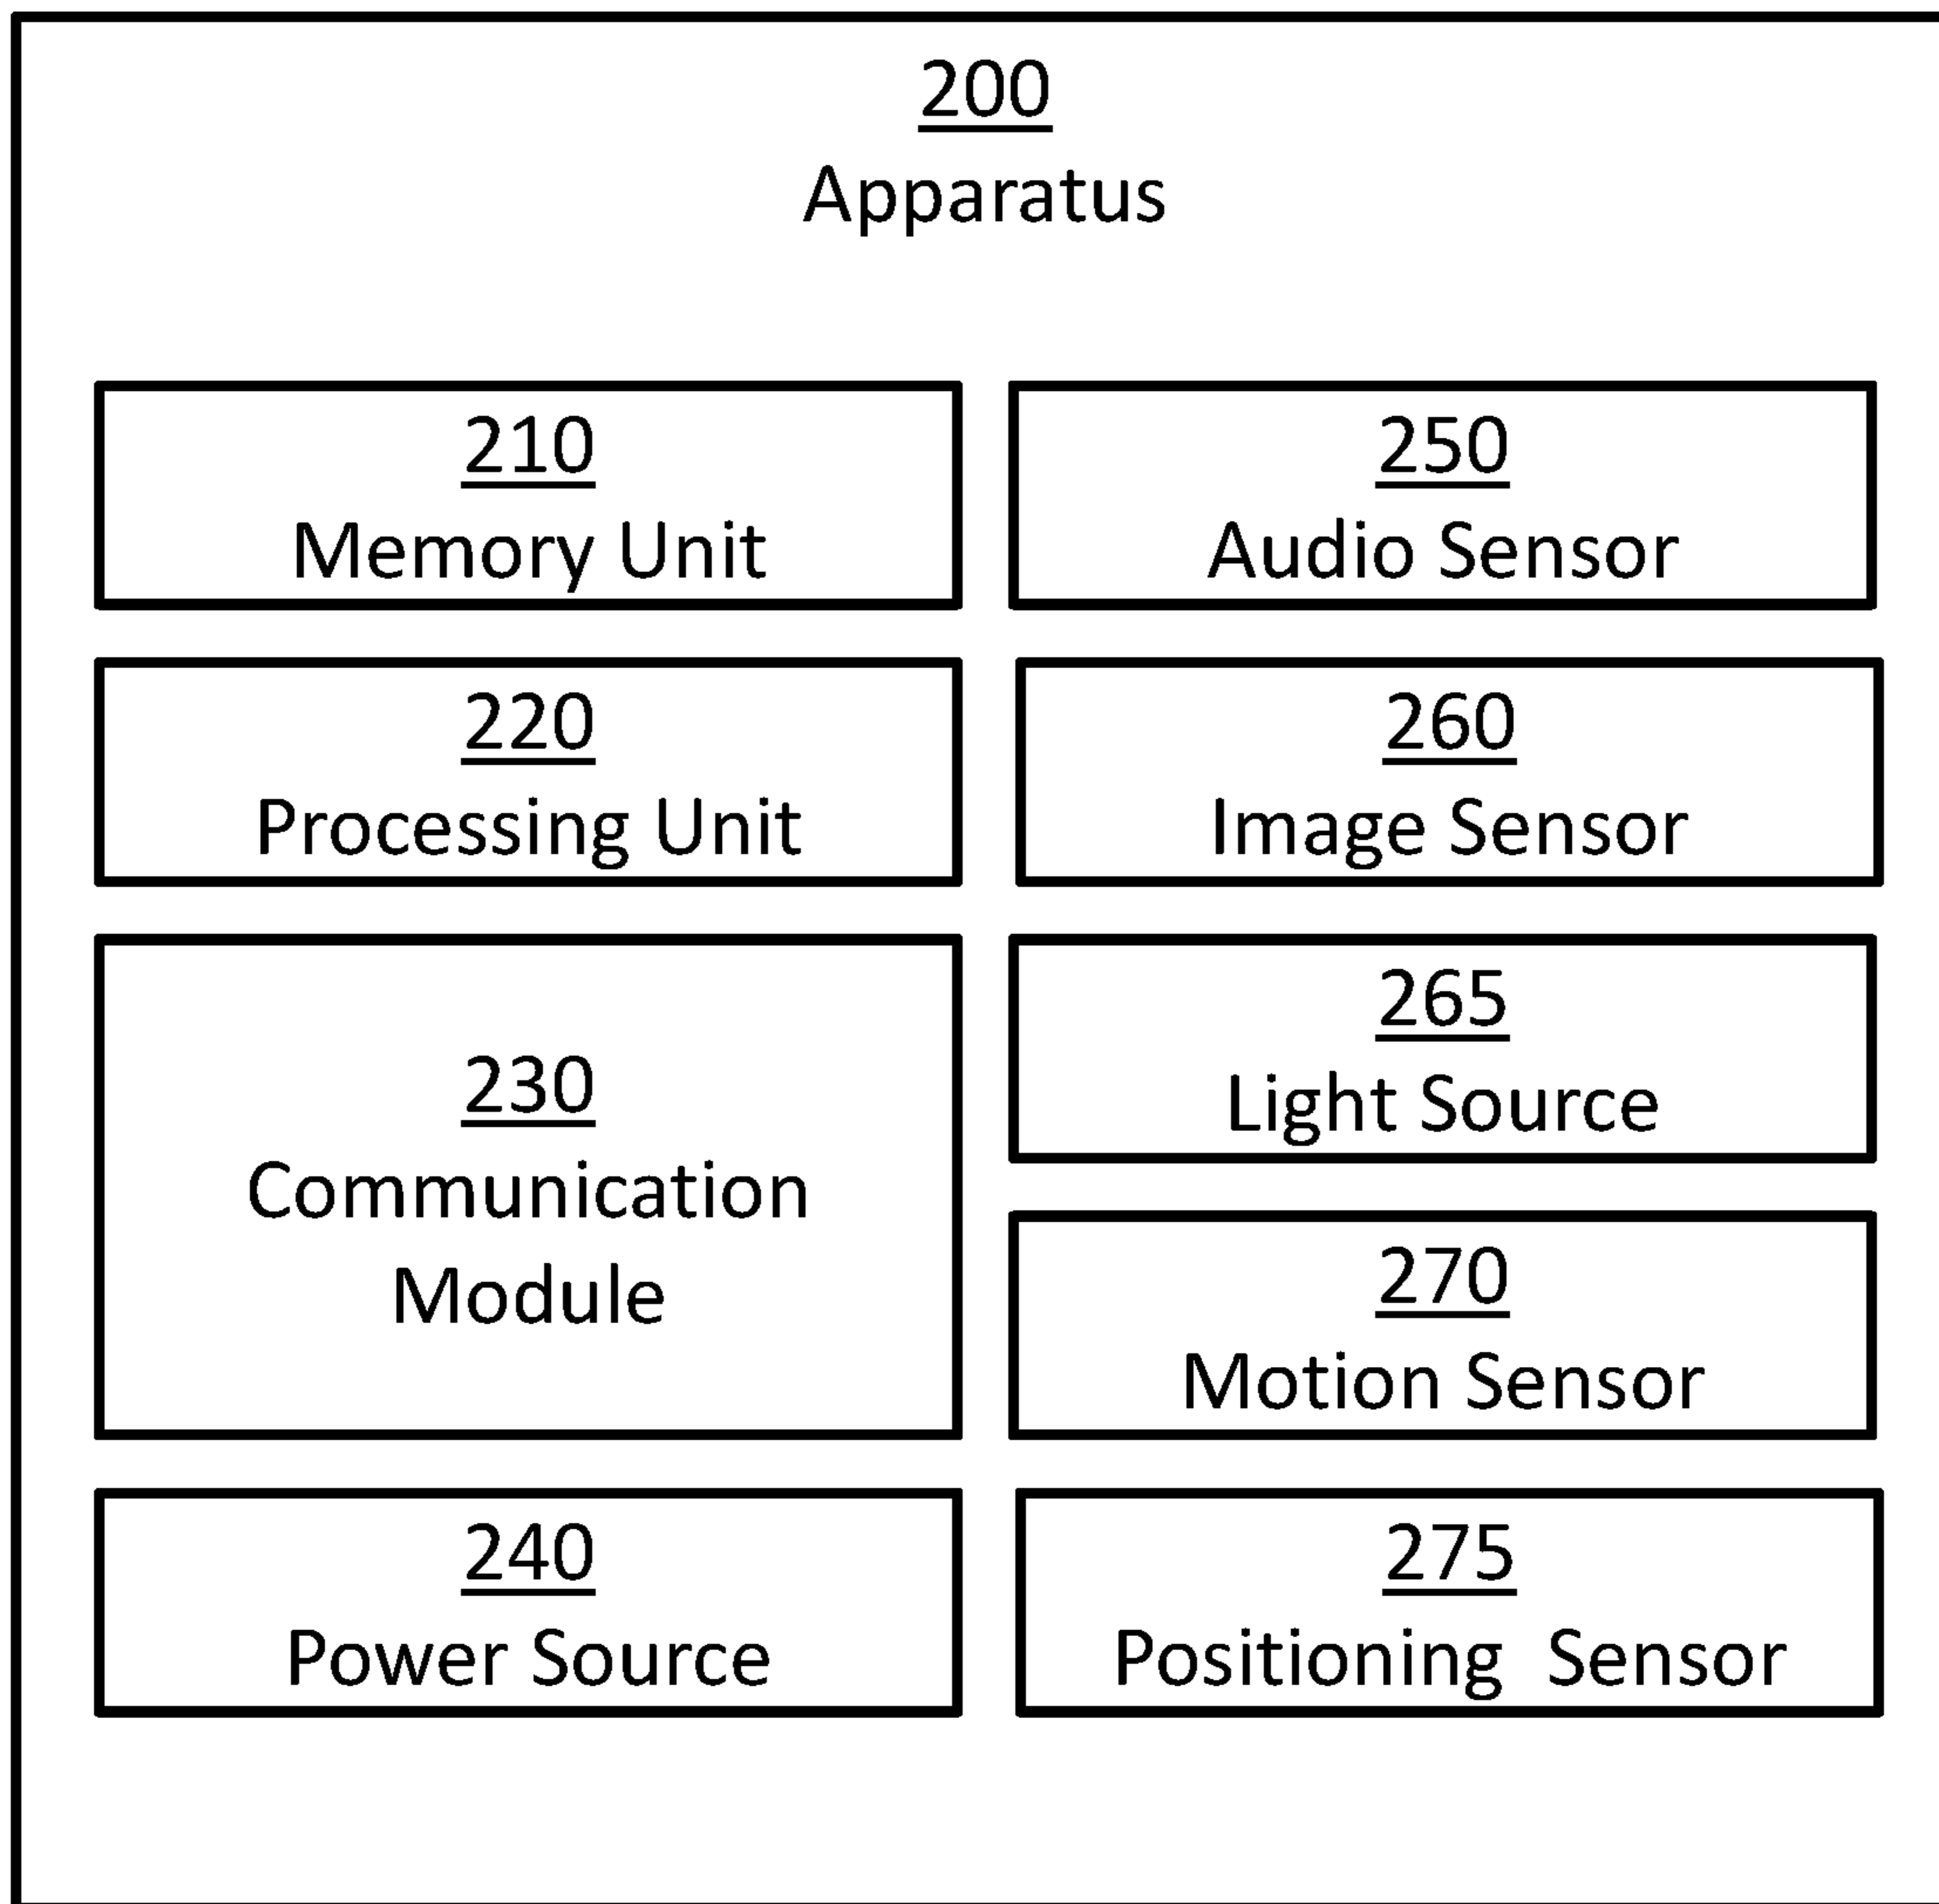 200
Apparatus
210
Memory Unit
250
Audio Sensor
220
Processing Unit
260
Image Sensor
230
Communication
Module
265
Light Source
270
Motion Sensor
240
Power Source
275
Positioning  Sensor